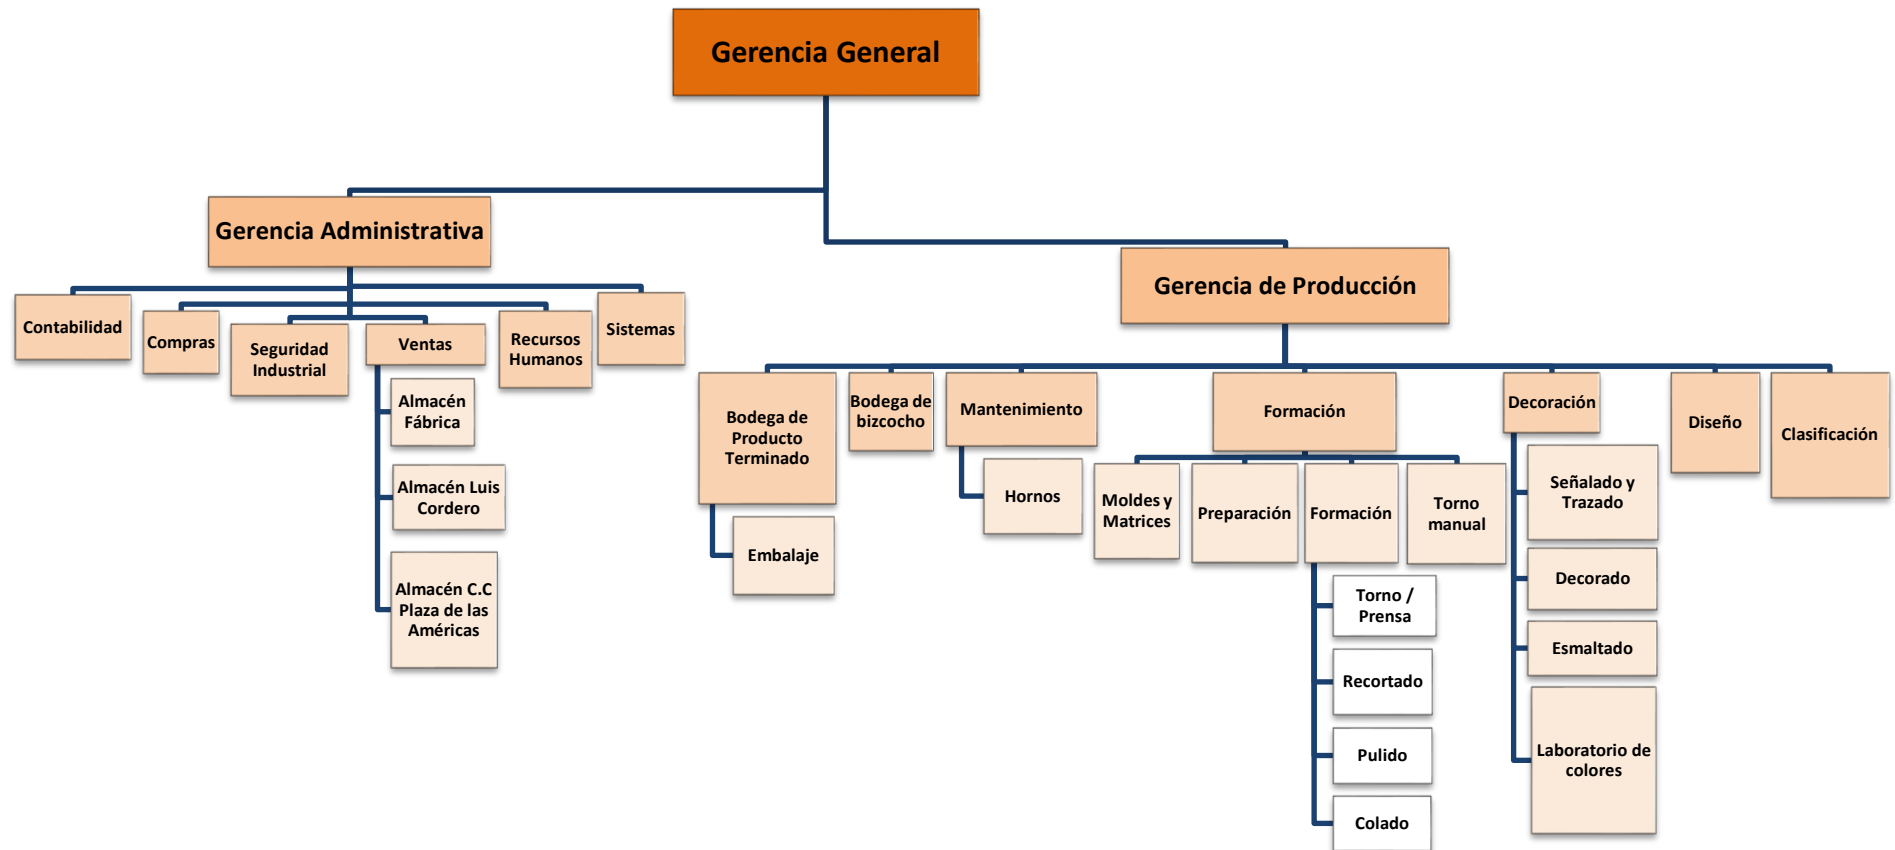 Gerencia General
Gerencia Administrativa
Gerencia de Producción
Contabilidad
Compras
Seguridad
Industrial
Ventas
Recursos
Humanos
Sistemas
Almacén
Fábrica
Almacén Luis
Cordero
Almacén C.C
Plaza de las
Américas
Bodega de
Producto
Terminado
Embalaje
Bodega de
bizcocho
Mantenimiento
Hornos
Formación
Moldes y
Matrices
Preparación
Formación
Torno
manual
Torno /
Prensa
Recortado
Pulido
Colado
Decoración
Señalado y
Trazado
Decorado
Esmaltado
Laboratorio de
colores
Diseño
Clasificación